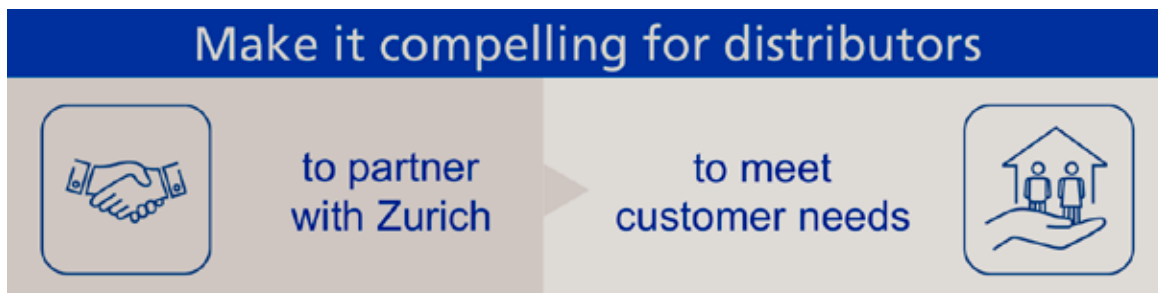 Make it compelling for distributors
to partner
with Zurich
to meet
customer needs